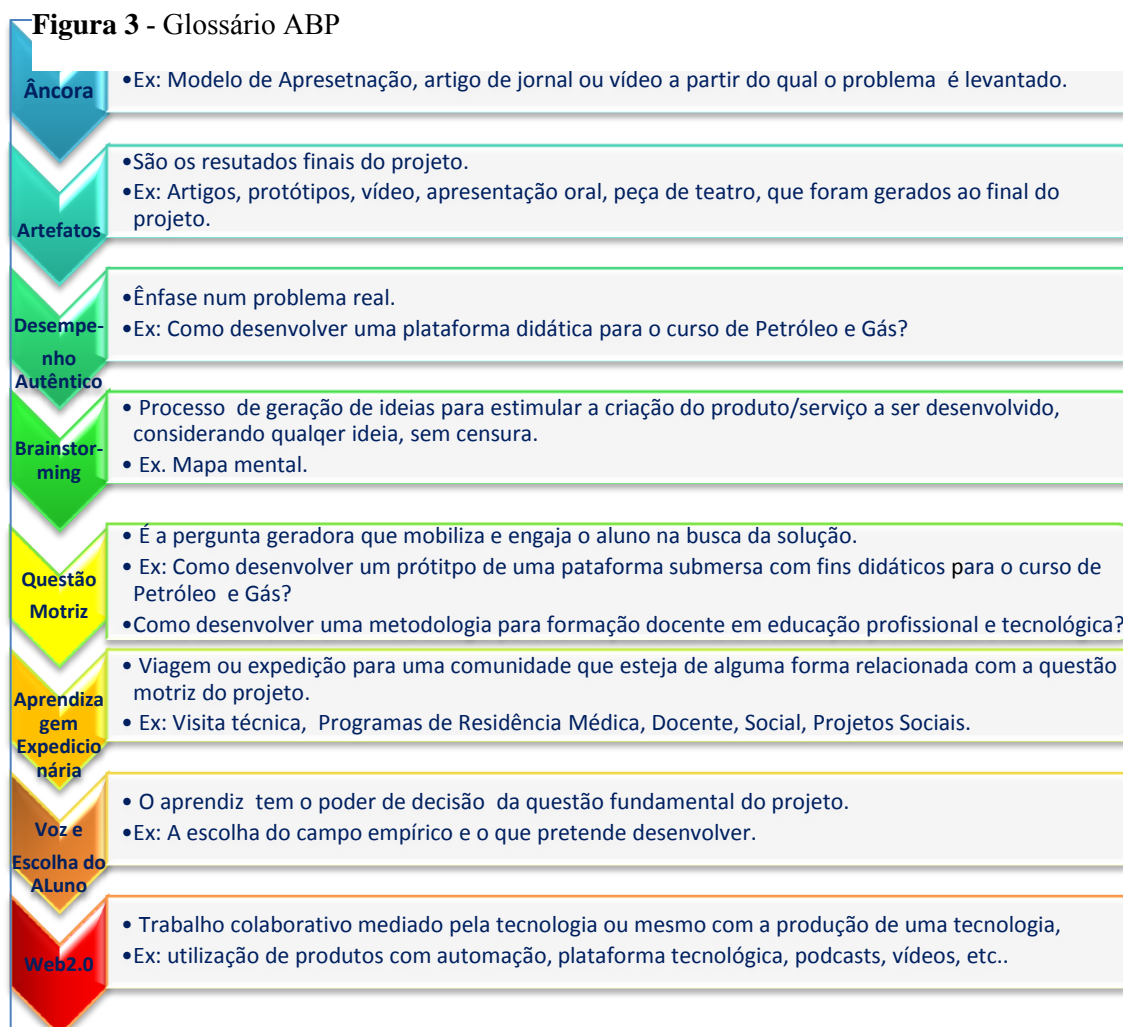 Figura 3 - Glossário ABP
Âncora
•Ex: Modelo de Apresetnação, artigo de jornal ou vídeo a partir do qual o problema é levantado.
Artefatos
•São os resutados finais do projeto.
•Ex: Artigos, protótipos, vídeo, apresentação oral, peça de teatro, que foram gerados ao final do
projeto.
Desempe-
nho
Autêntico
•Ênfase num problema real.
•Ex: Como desenvolver uma plataforma didática para o curso de Petróleo e Gás?
Brainstor-
ming
• Processo de geração de ideias para estimular a criação do produto/serviço a ser desenvolvido,
considerando qualqer ideia, sem censura.
• Ex. Mapa mental.
Questão
Motriz
• É a pergunta geradora que mobiliza e engaja o aluno na busca da solução.
• Ex: Como desenvolver um prótitpo de uma pataforma submersa com fins didáticos para o curso de
Petróleo e Gás?
•Como desenvolver uma metodologia para formação docente em educação profissional e tecnológica?
Aprendiza
gem
Expedicio
nária
• Viagem ou expedição para uma comunidade que esteja de alguma forma relacionada com a questão
motriz do projeto.
• Ex: Visita técnica, Programas de Residência Médica, Docente, Social, Projetos Sociais.
Voz e
Escolha do
ALuno
• O aprendiz tem o poder de decisão da questão fundamental do projeto.
•Ex: A escolha do campo empírico e o que pretende desenvolver.
Web2.0
• Trabalho colaborativo mediado pela tecnologia ou mesmo com a produção de uma tecnologia,
•Ex: utilização de produtos com automação, plataforma tecnológica, podcasts, vídeos, etc..